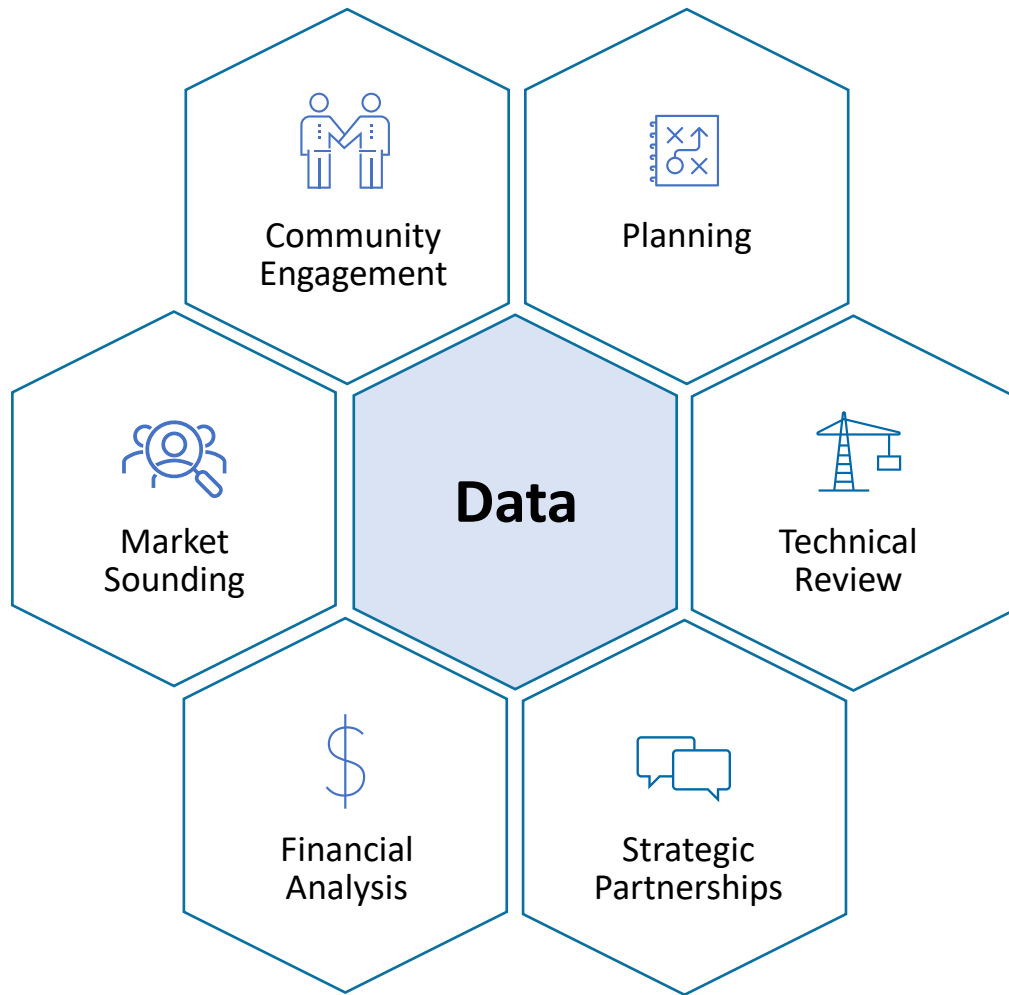 Community
Engagement
Planning
Market
Sounding
Data
Technical
Review
Financial
Analysis
Strategic
Partnerships